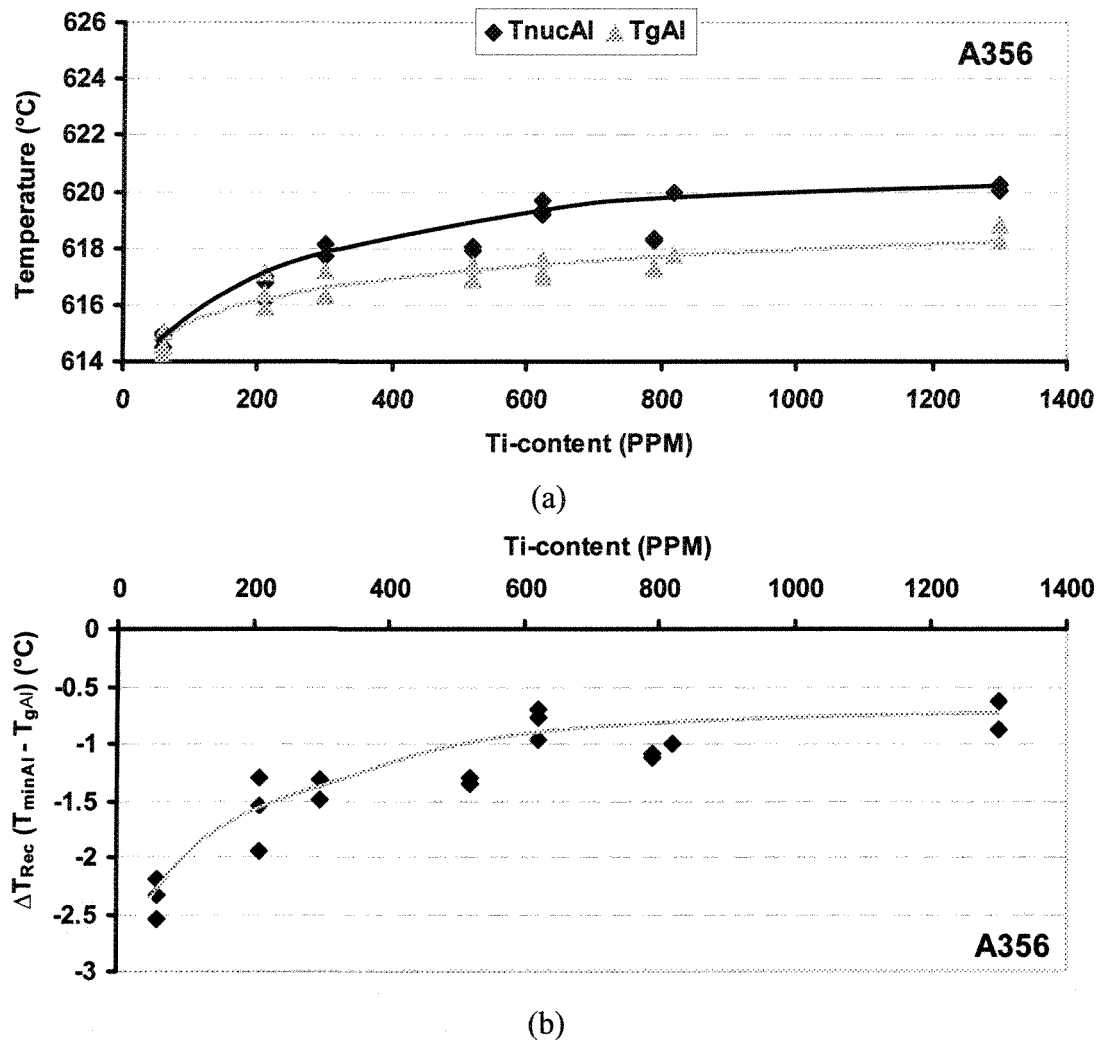 626
624
622
620
618
616
614
Temperature (°C)
TnucAl TgAl
A356
0 200 400 600 800 1000 1200 1400
Ti-content (PPM)
(a)
Ti-content (PPM)
0 200 400 600 800 1000 1200 1400
0
-0.5
-1
-1.5
-2
-2.5
-3
ΔTRec (TminAl - TgAl) (°C)
A356
(b)